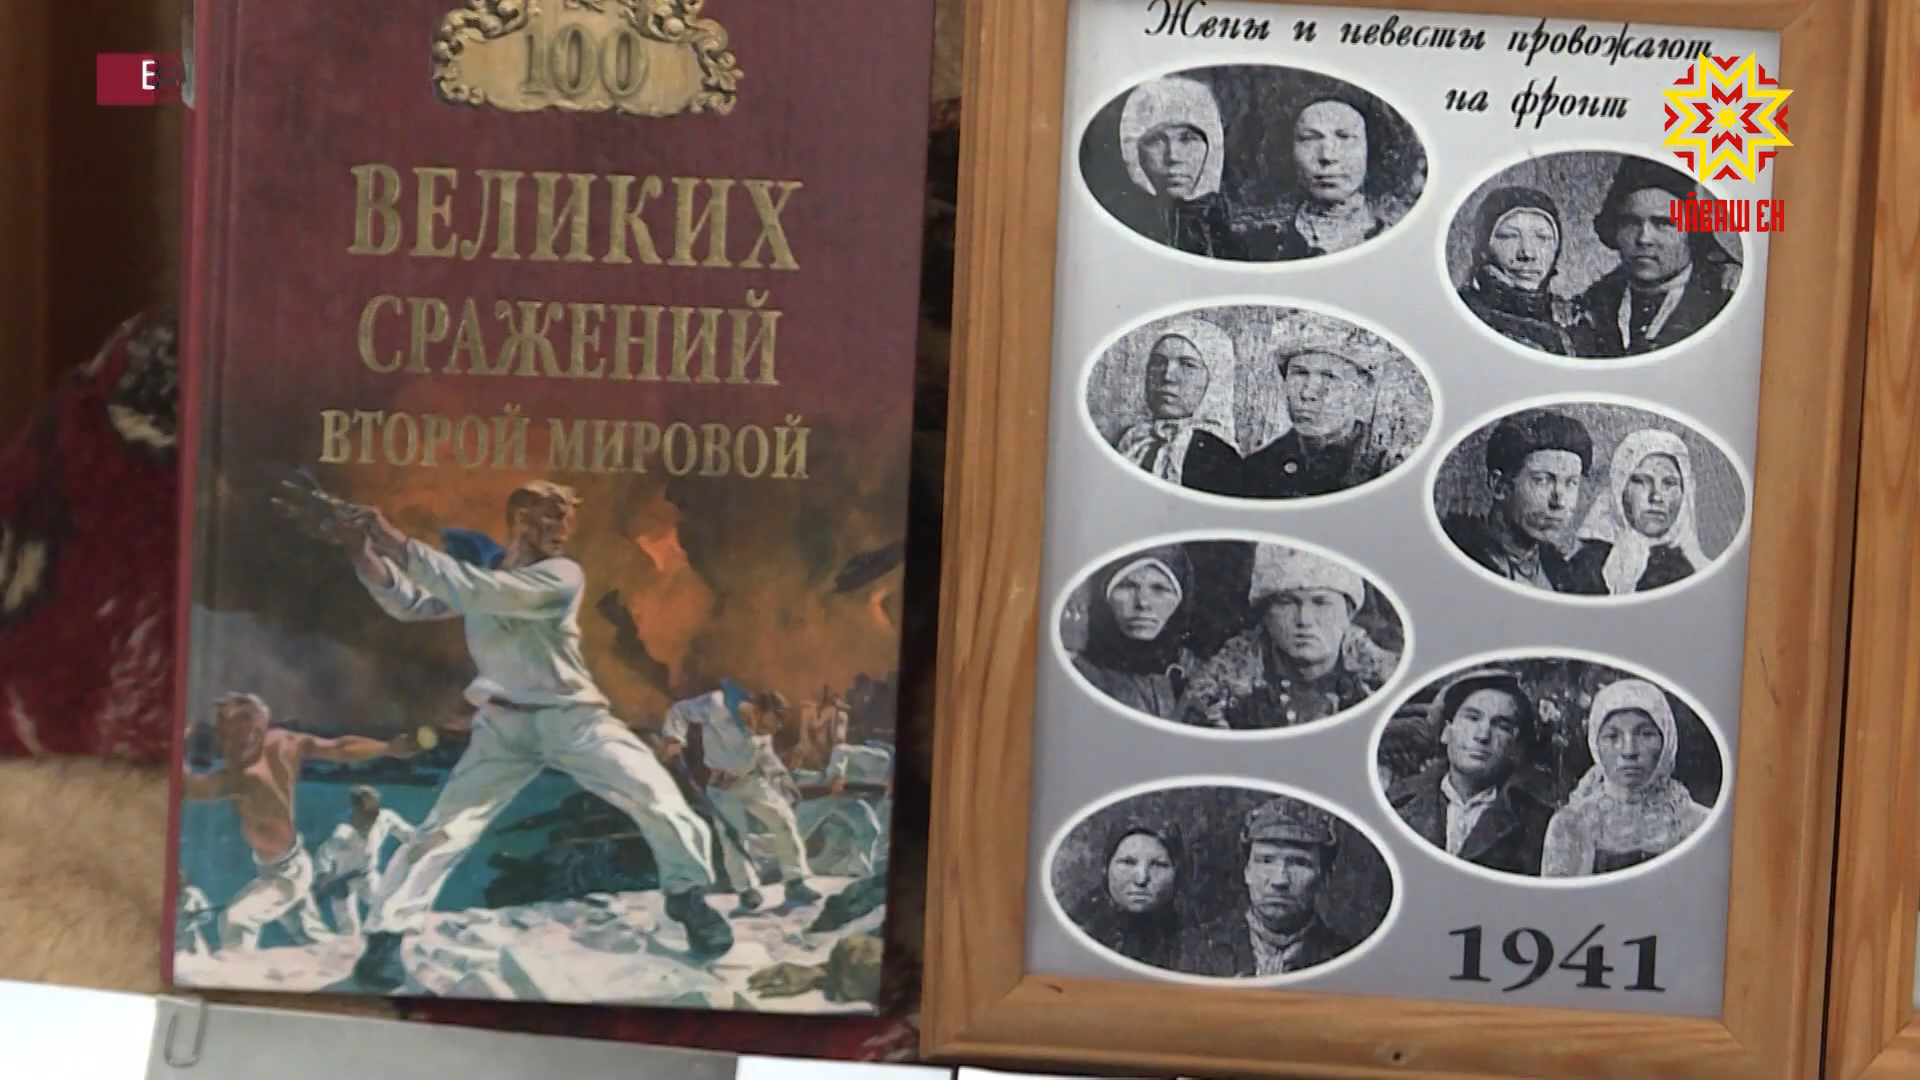 100
ВЕЛИКИХ
СРАЖЕНИЙ
ВТОРОЙ МИРОВОЙ
Жены и невесты провожают
на фронт
1941
ЧӐВАШ ЕН